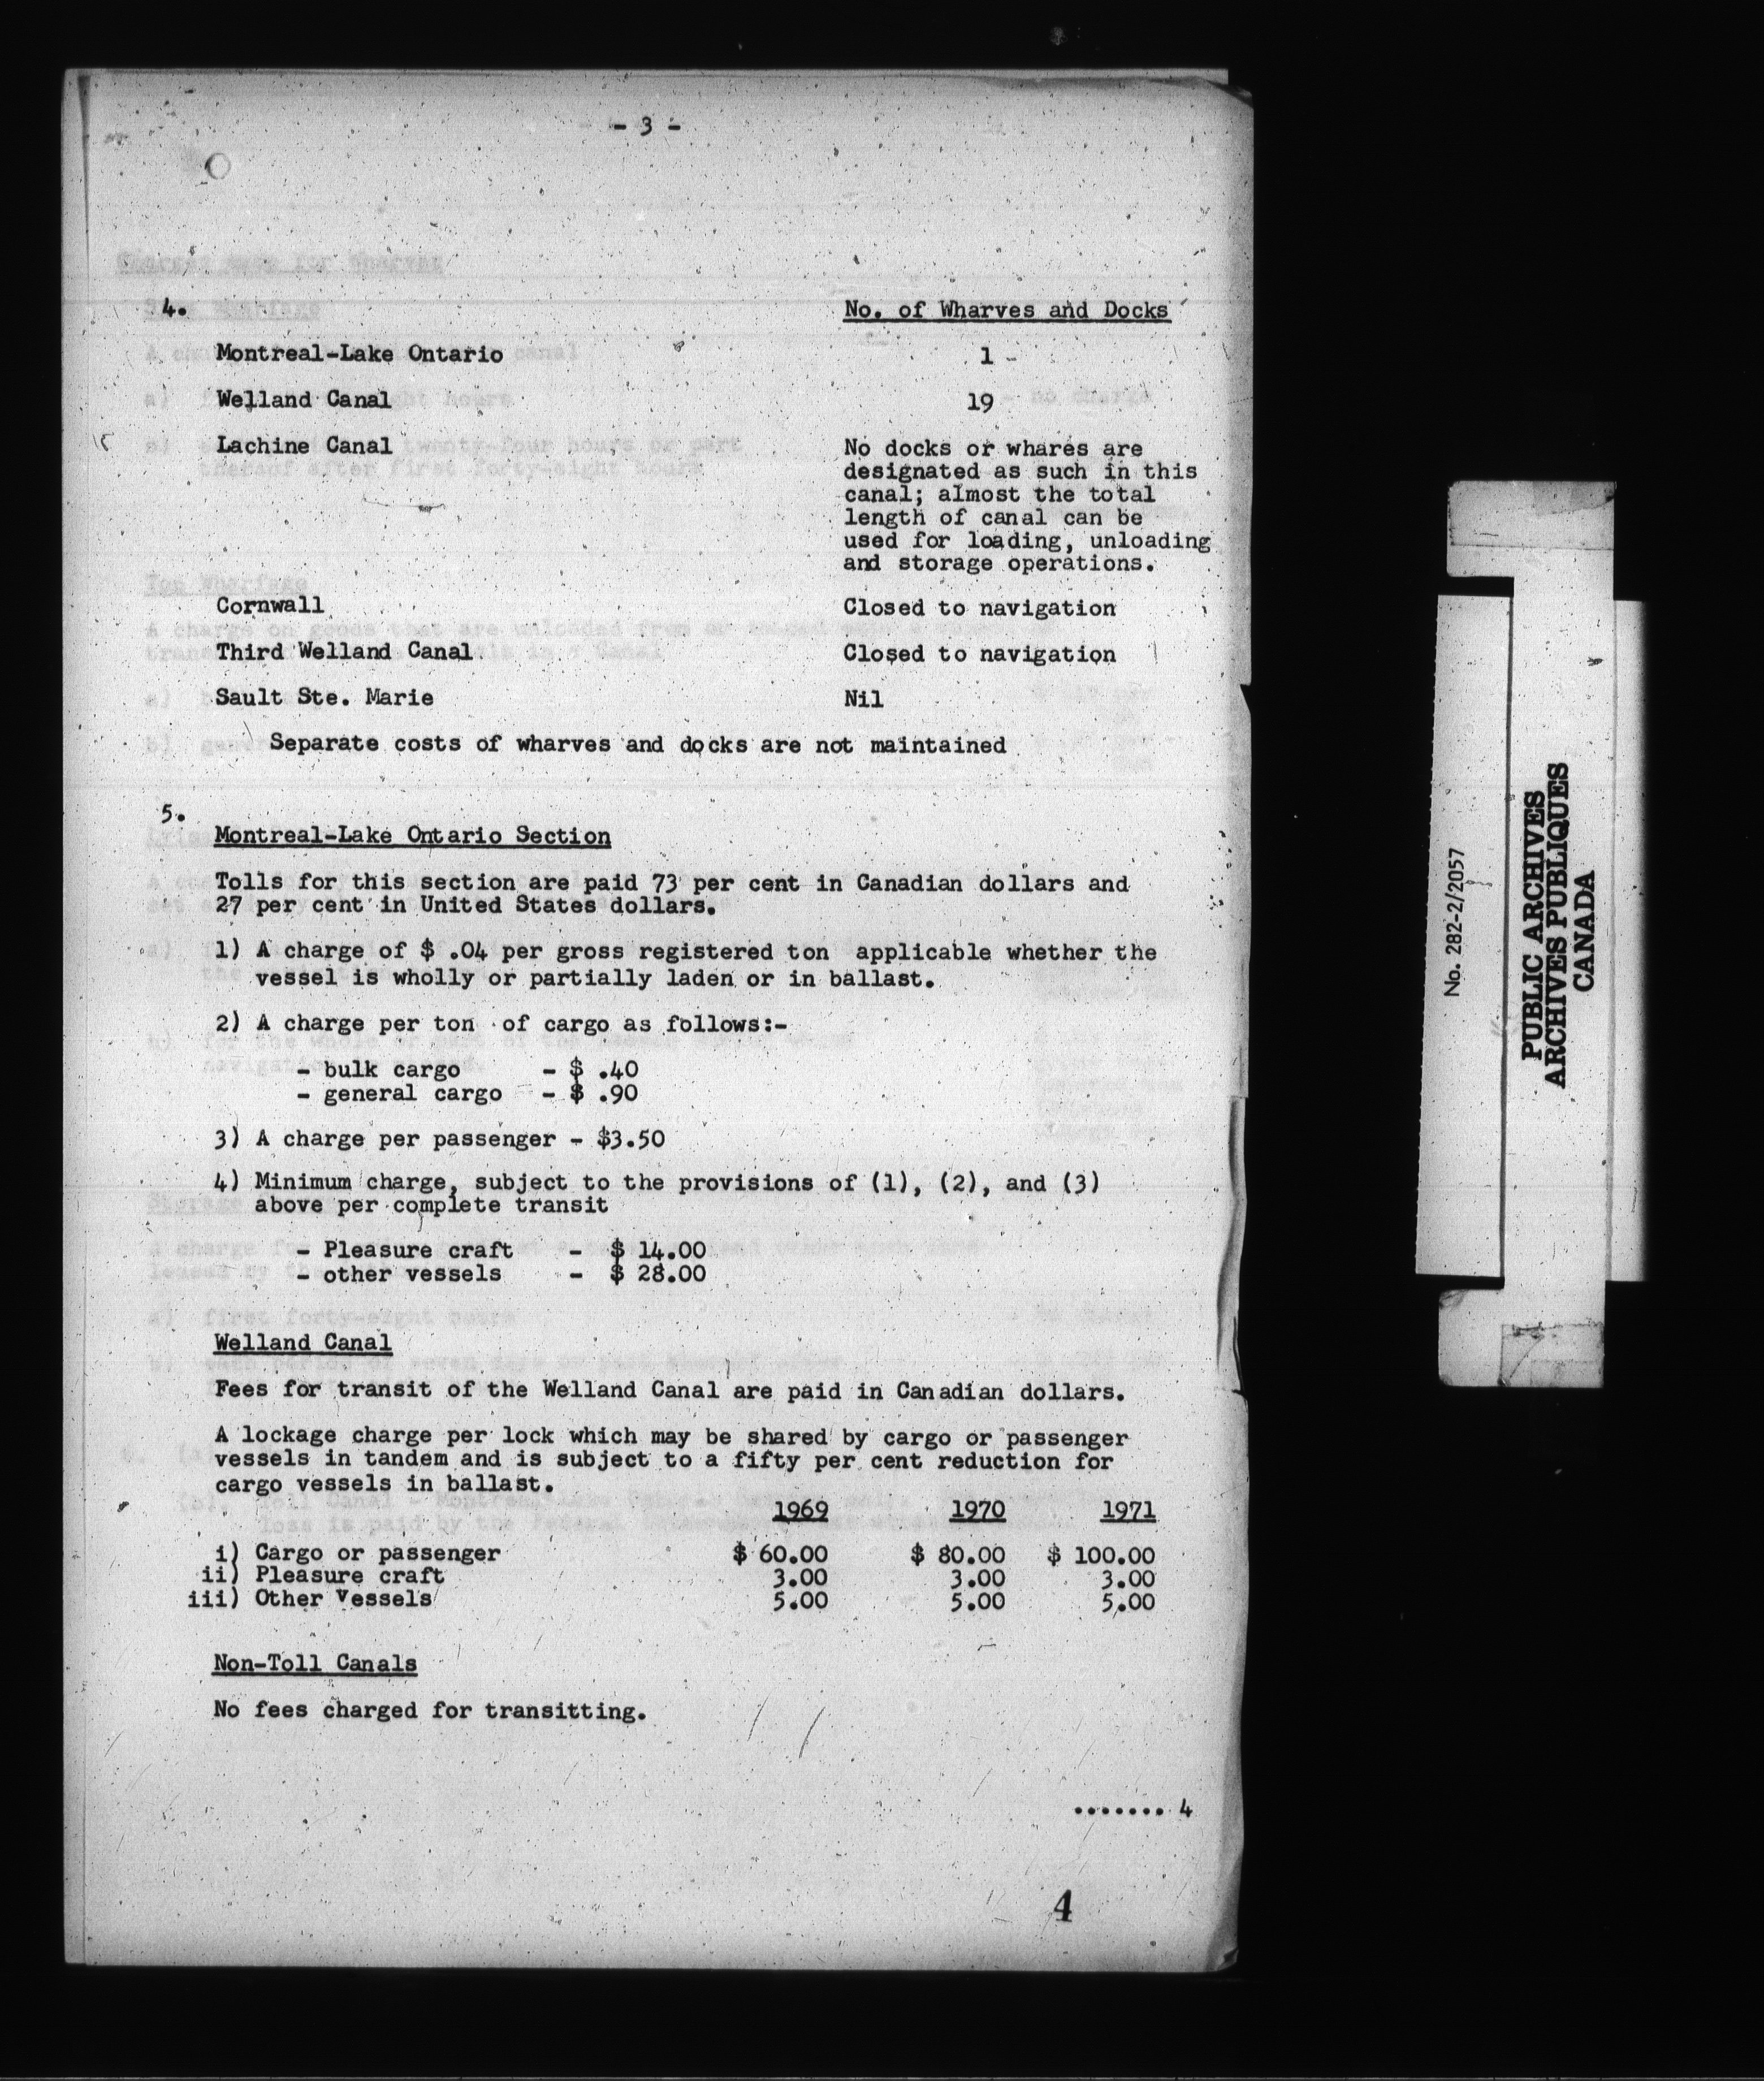 - 3 -
4.
No. of Wharves and Docks
Montreal-Lake Ontario 1
Welland Canal 19
Lachine Canal No docks or whares are
designated as such in this
canal; almost the total
length of canal can be
used for loading, unloading
and storage operations.
Cornwall Closed to navigation
Third Welland Canal Closed to navigation
Sault Ste. Marie Nil
Separate costs of wharves and docks are not maintained
5.
Montreal-Lake Ontario Section
Tolls for this section are paid 73 per cent in Canadian dollars and
27 per cent in United States dollars.
1) A charge of $ .04 per gross registered ton applicable whether the
vessel is wholly or partially laden or in ballast.
2) A charge per ton of cargo as follows:-
- bulk cargo - $ .40
- general cargo - $ .90
3) A charge per passenger - $3.50
4) Minimum charge, subject to the provisions of (1), (2), and (3)
above per complete transit
- Pleasure craft - $ 14.00
- other vessels - $ 28.00
Welland Canal
Fees for transit of the Welland Canal are paid in Canadian dollars.
A lockage charge per lock which may be shared by cargo or passenger
vessels in tandem and is subject to a fifty per cent reduction for
cargo vessels in ballast.
1969 1970 1971
i) Cargo or passenger $ 60.00 $ 80.00 $ 100.00
ii) Pleasure craft 3.00 3.00 3.00
iii) Other Vessels 5.00 5.00 5.00
Non-Toll Canals
No fees charged for transitting.
....... 4
4
No. 282-2/2057
PUBLIC ARCHIVES
ARCHIVES PUBLIQUES
CANADA